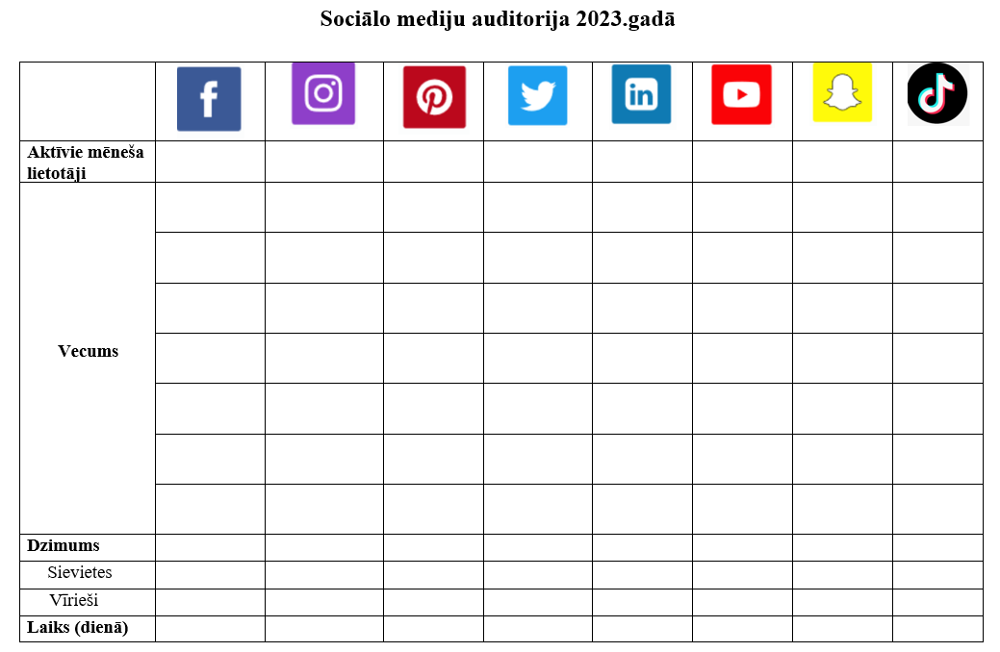 Sociālo mediju auditorija 2023.gadā
Aktīvie mēneša
lietotāji
Vecums
Dzimums
Sievietes
Vīrieši
Laiks (dienā)